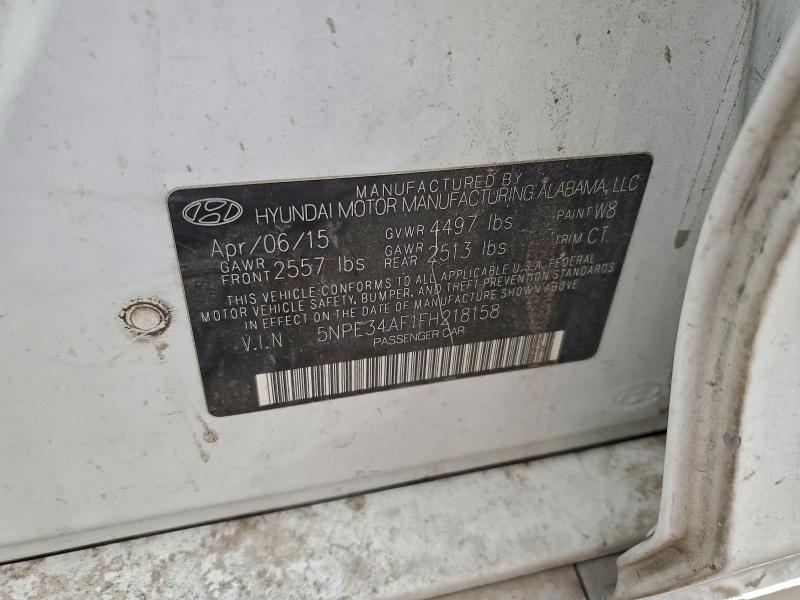 MANUFACTURED BY
HYUNDAI MOTOR MANUFACTURING ALABAMA, LLC
Apr/06/15 GVWR 4497 lbs PAINT W8
GAWR FRONT 2557 lbs GAWR REAR 2513 lbs TRIM CT
THIS VEHICLE CONFORMS TO ALL APPLICABLE U.S.A. FEDERAL
MOTOR VEHICLE SAFETY, BUMPER, AND THEFT PREVENTION STANDARDS
IN EFFECT ON THE DATE OF MANUFACTURE SHOWN ABOVE
V.I.N 5NPE34AF1FH218158
PASSENGER CAR